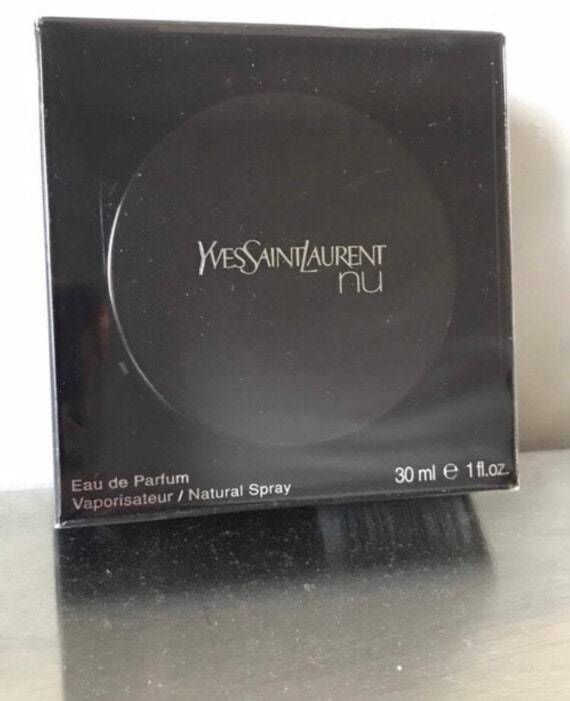 YVESSAINTLAURENT
nu
Eau de Parfum
Vaporisateur / Natural Spray
30 ml ℮ 1 fl.oz.